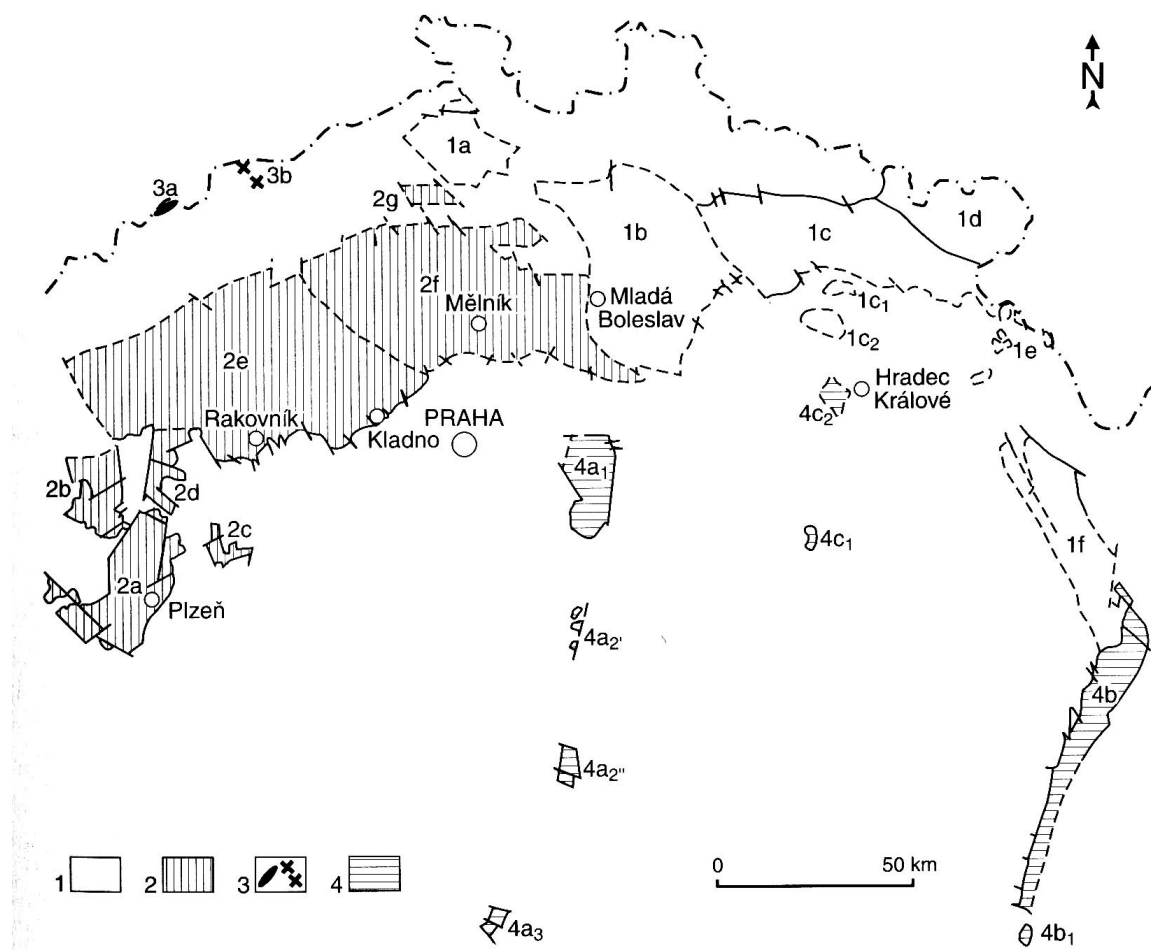 N
1a
3b
3a
2g
1d
1b
1c
2f
Mělník
Mladá
Boleslav
1c₁
1c₂
1e
2e
Hradec
Králové
4c₂
Rakovník
PRAHA
Kladno
4a₁
2b
2d
2c
4c₁
1f
2a
Plzeň
4a₂'
4b
4a₂"
0 50 km
1 2 3 4
4a₃
4b₁